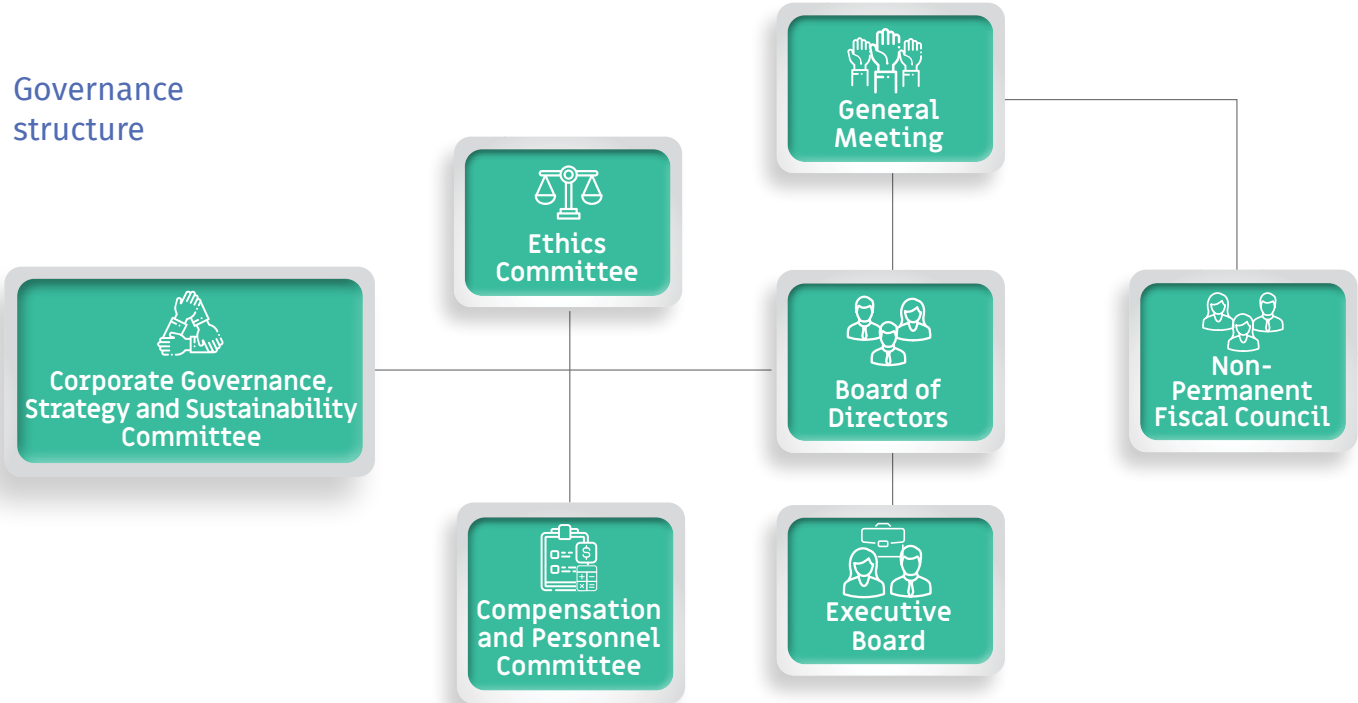 Governance
structure
General
Meeting
Ethics
Committee
Corporate Governance,
Strategy and Sustainability
Committee
Board of
Directors
Non-
Permanent
Fiscal Council
Compensation
and Personnel
Committee
Executive
Board